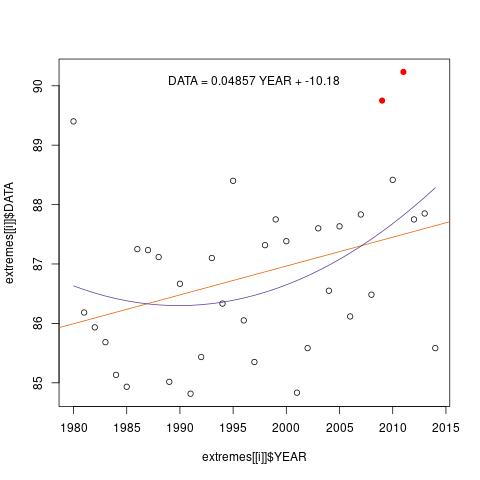 DATA = 0.04857 YEAR + -10.18
90
89
88
87
86
85
extremes[[i]]$DATA
1980 1985 1990 1995 2000 2005 2010 2015
extremes[[i]]$YEAR